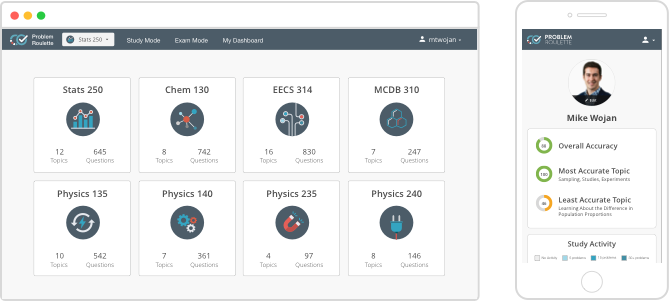 Problem
Roulette
Stats 250
Study Mode
Exam Mode
My Dashboard
mtwojan
Stats 250
12
645
Topics
Questions
Chem 130
8
742
Topics
Questions
EECS 314
16
830
Topics
Questions
MCDB 310
7
247
Topics
Questions
Physics 135
10
542
Topics
Questions
Physics 140
7
361
Topics
Questions
Physics 235
4
97
Topics
Questions
Physics 240
8
146
Topics
Questions
PROBLEM
ROULETTE
Edit
Mike Wojan
Overall Accuracy
100
Most Accurate Topic
Sampling, Studies, Experiments
Least Accurate Topic
Learning About the Difference in
Population Proportions
Study Activity
No Activity